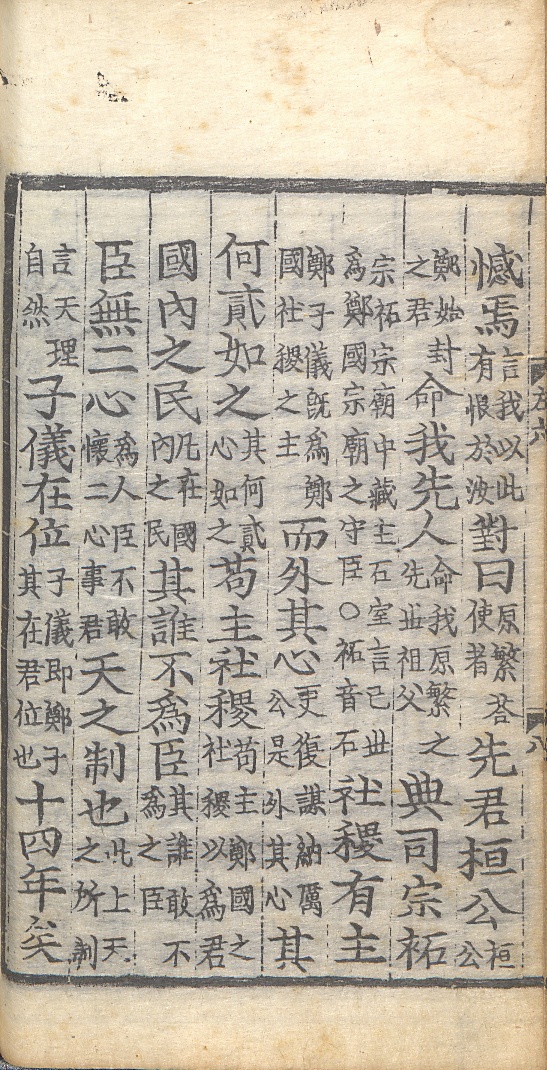 憾焉言我以此有恨於汝對曰原繁荅使者先君桓公桓公
鄭始封之君命我先人命我原繁之先世祖父典司宗祏
宗祏宗廟中藏主石室言已世爲鄭國宗廟之守臣○祏音石社稷有主
鄭子儀旣爲鄭國社稷之主而外其心更復謀納厲公是外其心其
何貳如之其何貳心如之苟主社稷苟主鄭國之社稷以爲君
國內之民凡在國內之民其誰不爲臣其誰敢不爲之臣
臣無二心爲人臣不敢懷二心事君天之制也此上天之所制
言天理自然子儀在位子儀即鄭子其在君位也十四年矣